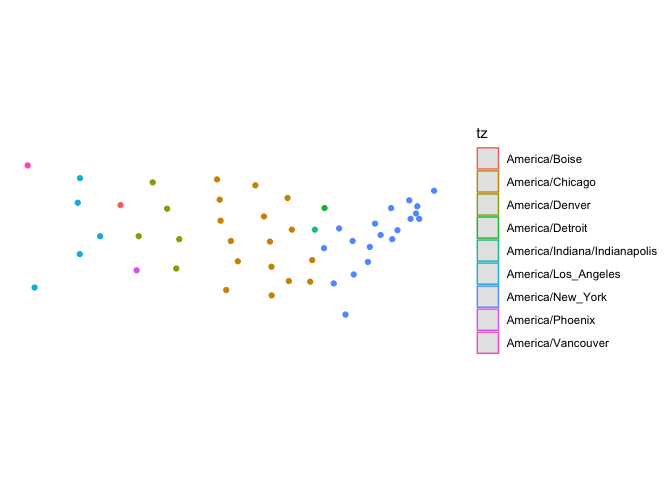 tz
America/Boise
America/Chicago
America/Denver
America/Detroit
America/Indiana/Indianapolis
America/Los_Angeles
America/New_York
America/Phoenix
America/Vancouver